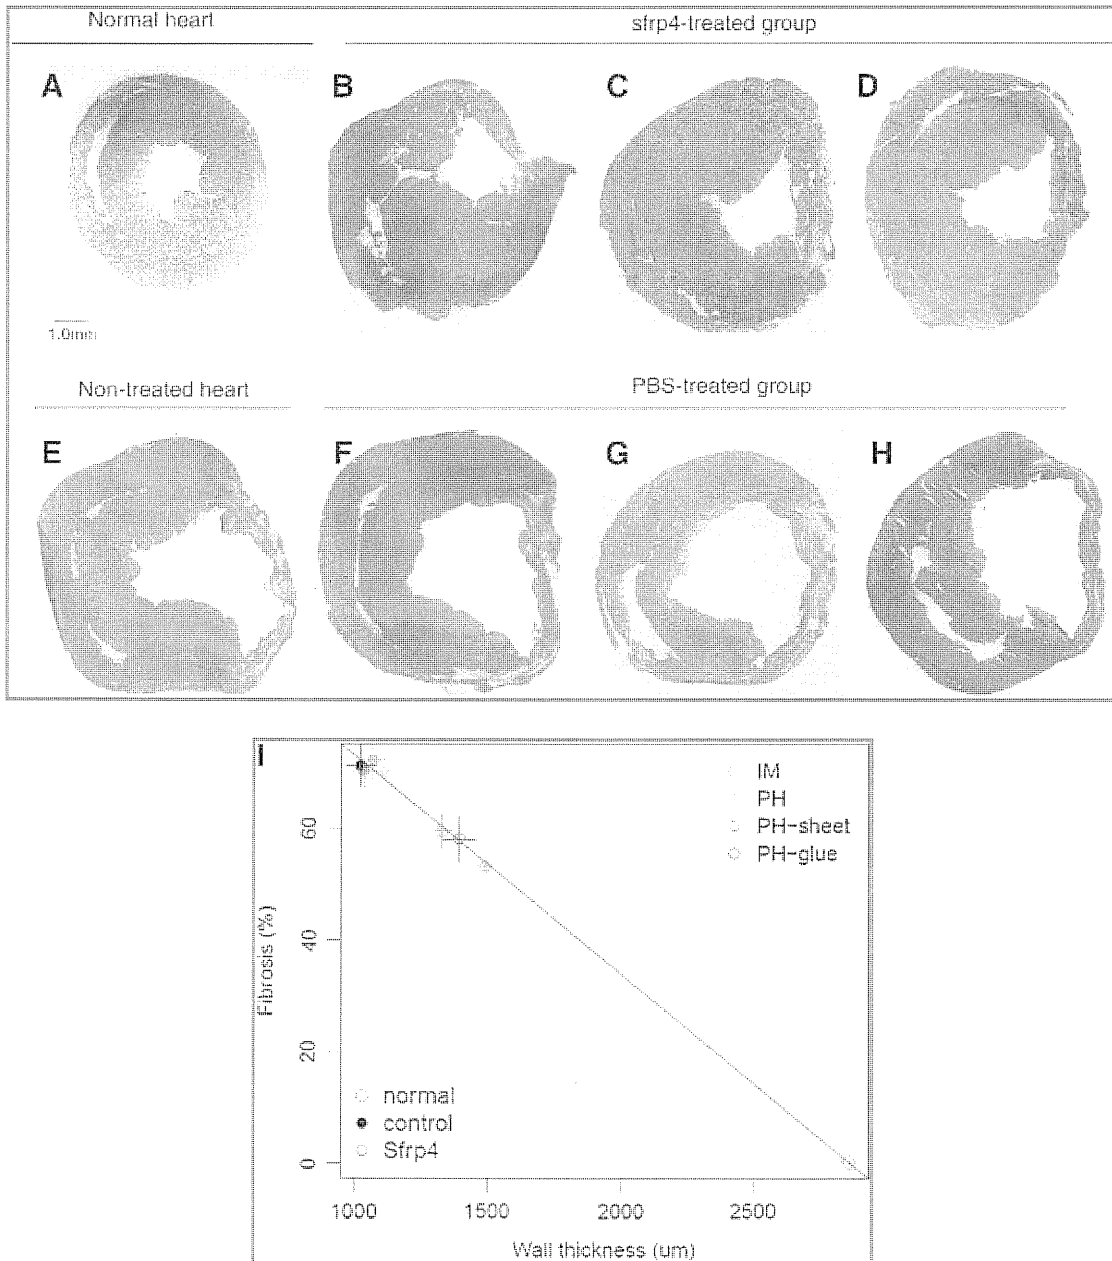 Normal heart
sfrp4-treated group
A
B
C
D
1.0mm
Non-treated heart
PBS-treated group
E
F
G
H
I
IM
PH
PH-sheet
PH-glue
Fibrosis (%)
60
40
20
0
normal
control
Sfrp4
1000 1500 2000 2500
Wall thickness (um)